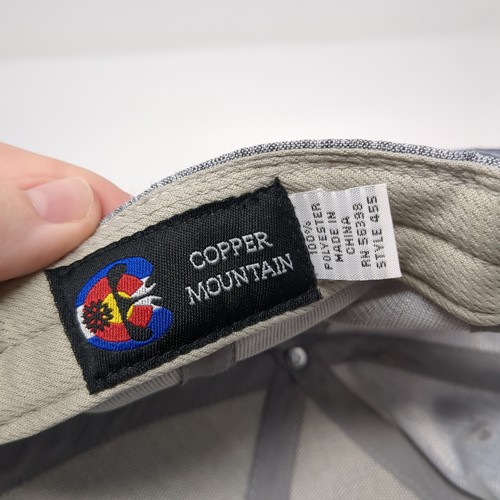 COPPER
MOUNTAIN
100%
POLYESTER
MADE IN
CHINA
RN 56398
STYLE 455